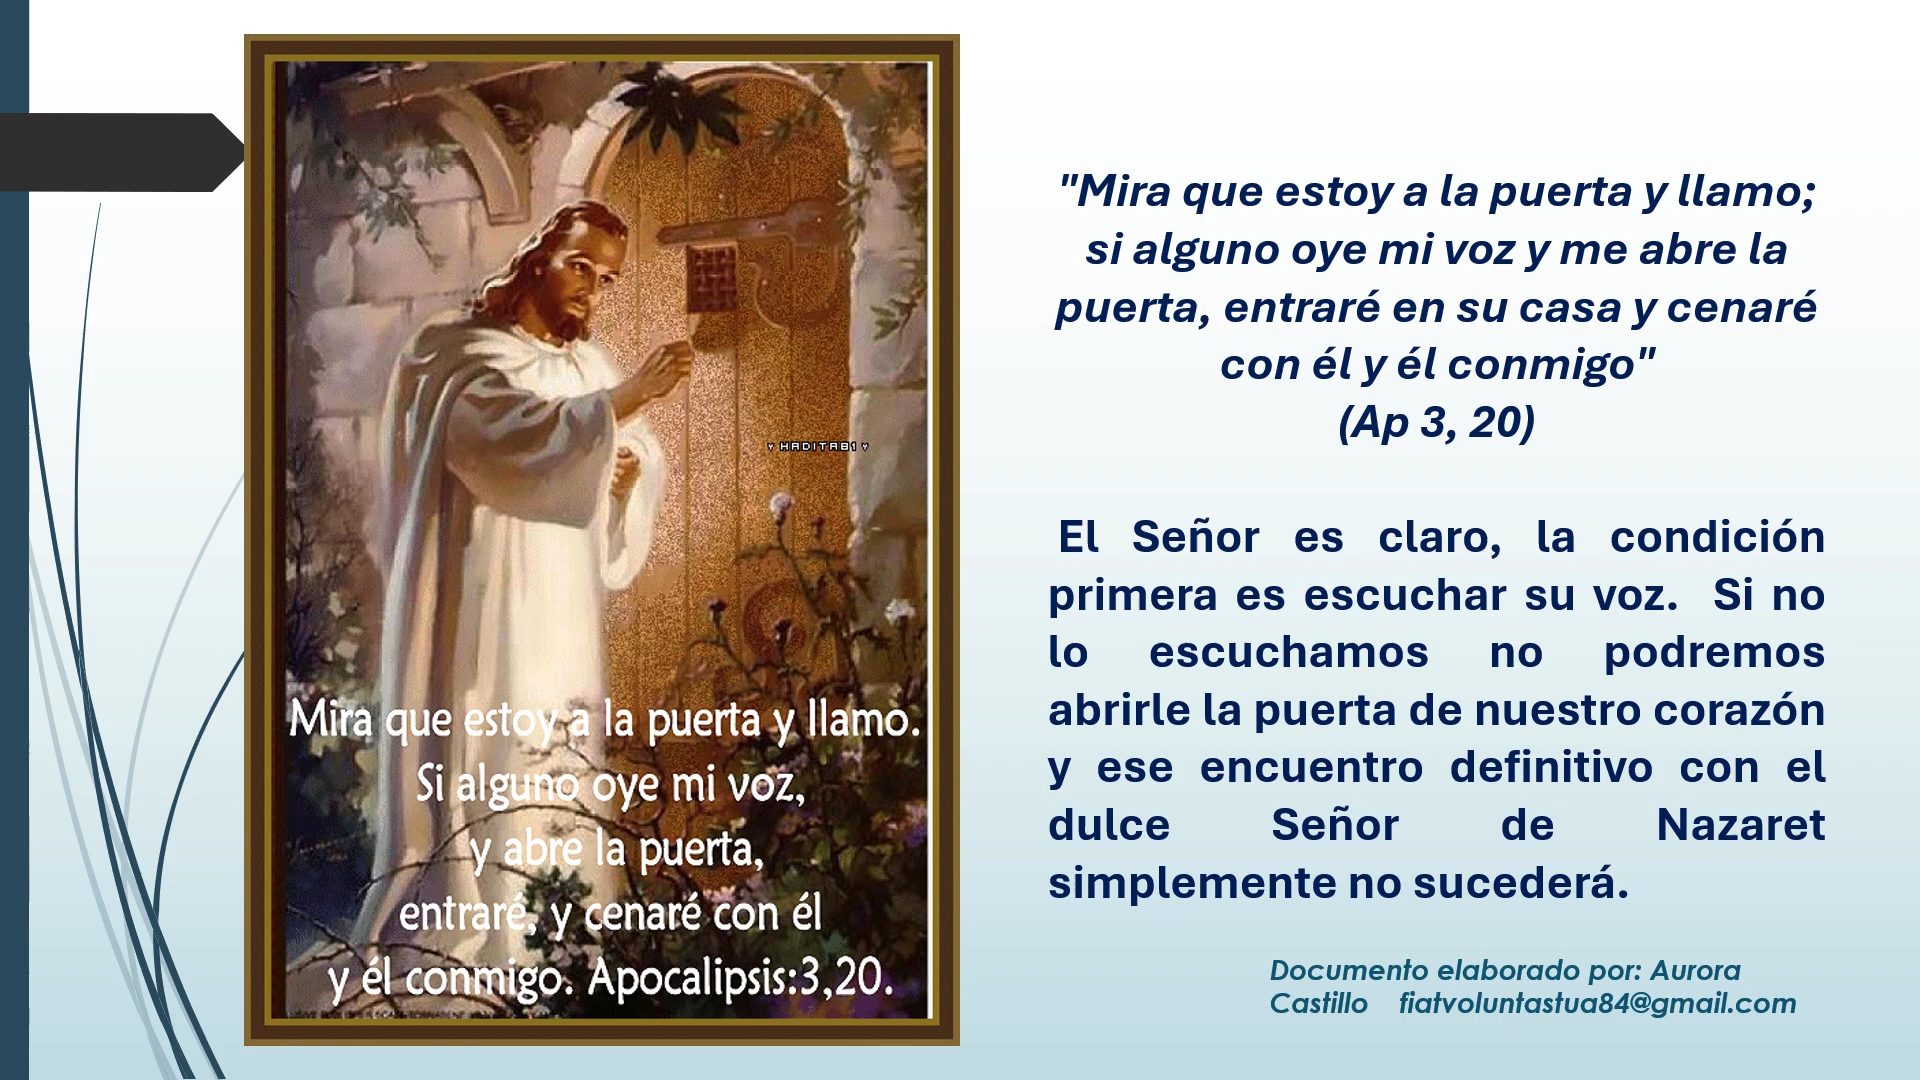 "Mira que estoy a la puerta y llamo;
si alguno oye mi voz y me abre la
puerta, entraré en su casa y cenaré
con él y él conmigo"
(Ap 3, 20)
El Señor es claro, la condición
primera es escuchar su voz. Si no
lo escuchamos no podremos
abrirle la puerta de nuestro corazón
y ese encuentro definitivo con el
dulce Señor de Nazaret
simplemente no sucederá.
Documento elaborado por: Aurora
Castillo fiatvoluntastua84@gmail.com
HADITAB1
Mira que estoy a la puerta y llamo.
Si alguno oye mi voz,
y abre la puerta,
entraré, y cenaré con él
y él conmigo. Apocalipsis:3,20.